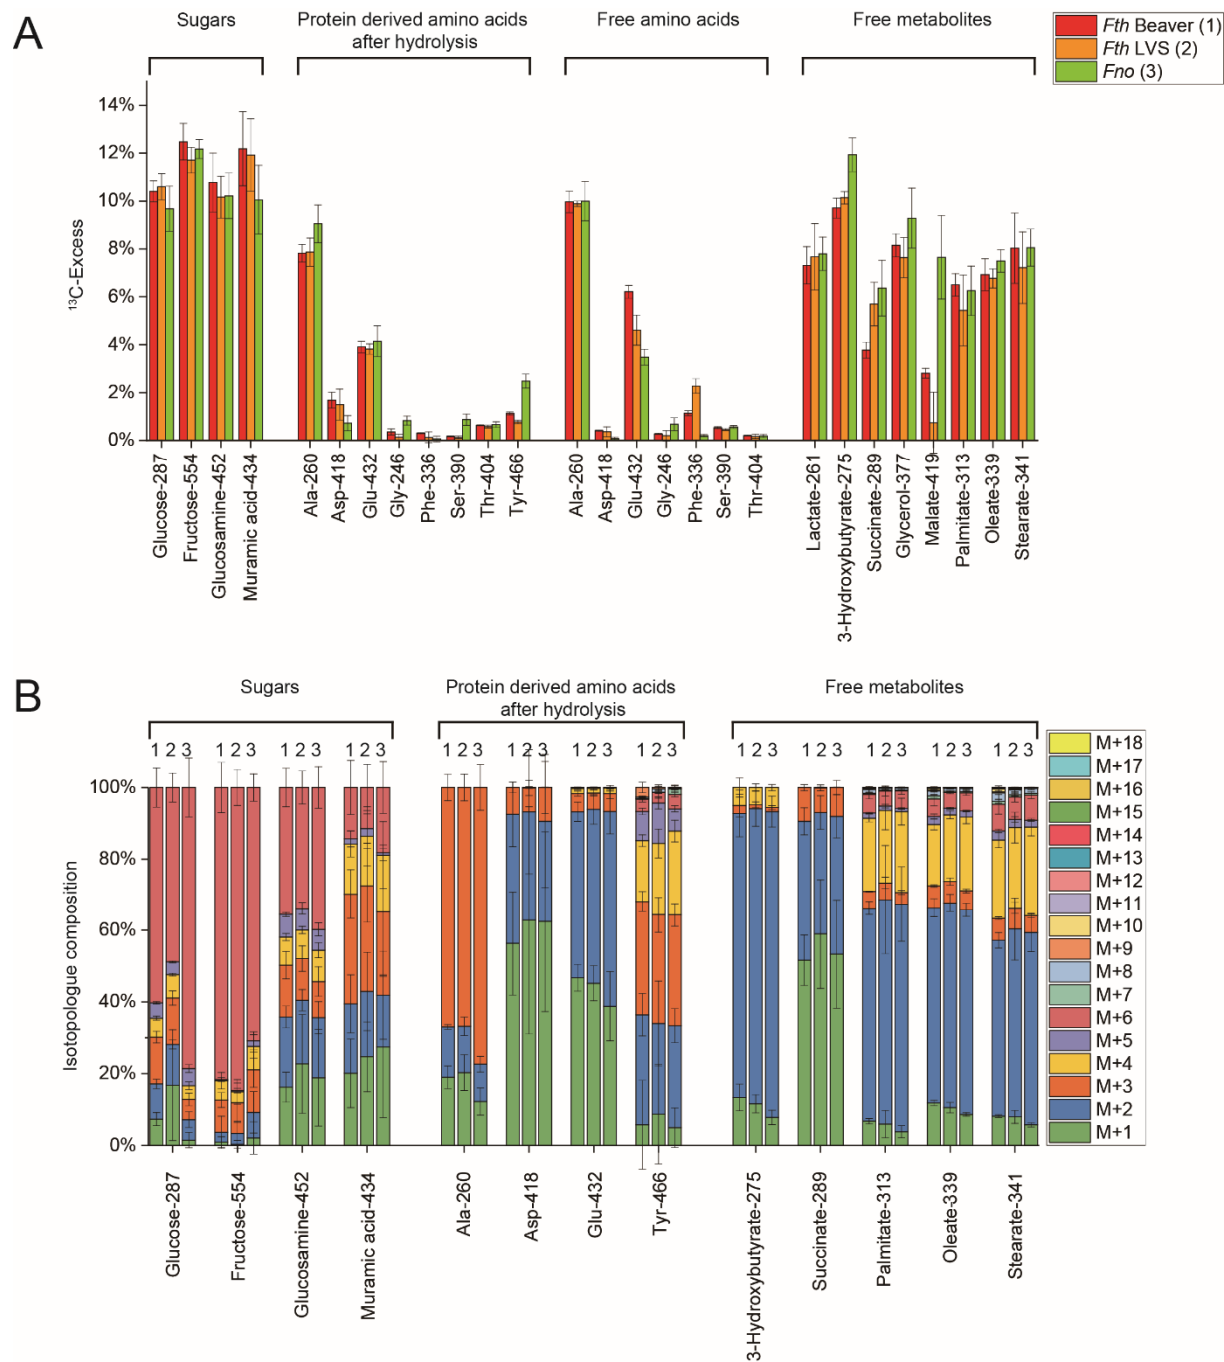 A
Sugars
Protein derived amino acids
after hydrolysis
Free amino acids
Free metabolites
Fth Beaver (1)
Fth LVS (2)
Fno (3)
¹³C-Excess
14%
12%
10%
8%
6%
4%
2%
0%
Glucose-287
Fructose-554
Glucosamine-452
Muramic acid-434
Ala-260
Asp-418
Glu-432
Gly-246
Phe-336
Ser-390
Thr-404
Tyr-466
Ala-260
Asp-418
Glu-432
Gly-246
Phe-336
Ser-390
Thr-404
Lactate-261
3-Hydroxybutyrate-275
Succinate-289
Glycerol-377
Malate-419
Palmitate-313
Oleate-339
Stearate-341
B
Sugars
Protein derived amino acids
after hydrolysis
Free metabolites
1 2 3
1 2 3
1 2 3
1 2 3
1 2 3
1 2 3
1 2 3
1 2 3
1 2 3
1 2 3
1 2 3
1 2 3
1 2 3
Isotopologue composition
100%
80%
60%
40%
20%
0%
Glucose-287
Fructose-554
Glucosamine-452
Muramic acid-434
Ala-260
Asp-418
Glu-432
Tyr-466
3-Hydroxybutyrate-275
Succinate-289
Palmitate-313
Oleate-339
Stearate-341
M+18
M+17
M+16
M+15
M+14
M+13
M+12
M+11
M+10
M+9
M+8
M+7
M+6
M+5
M+4
M+3
M+2
M+1